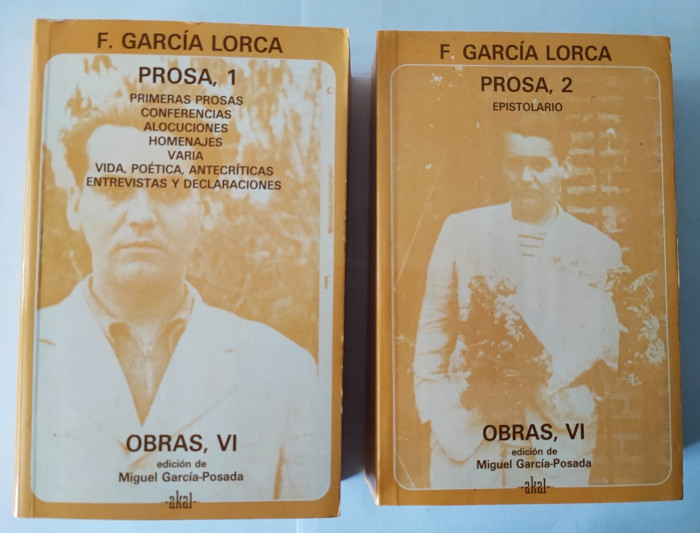 F. GARCÍA LORCA
PROSA, 1
PRIMERAS PROSAS
CONFERENCIAS
ALOCUCIONES
HOMENAJES
VARIA
VIDA, POÉTICA, ANTECRÍTICAS
ENTREVISTAS Y DECLARACIONES
OBRAS, VI
edición de
Miguel García-Posada
-akal-
F. GARCÍA LORCA
PROSA, 2
EPISTOLARIO
OBRAS, VI
edición de
Miguel García-Posada
-akal-